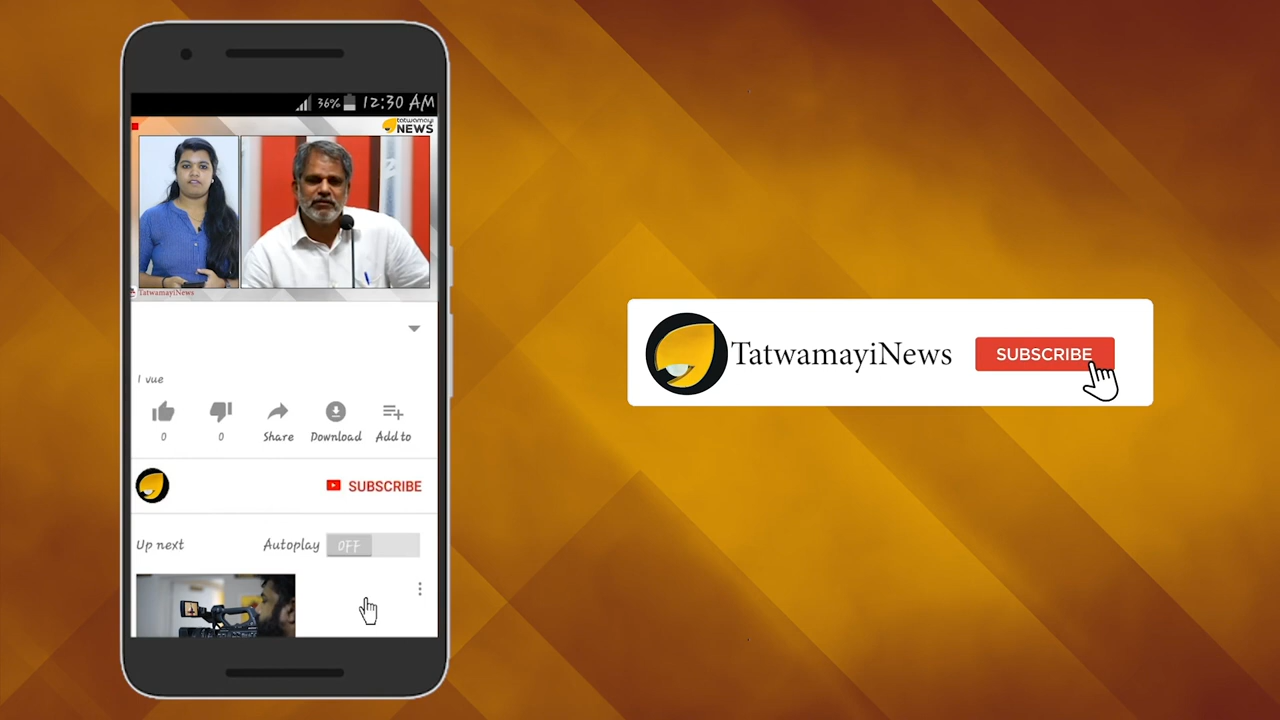 36% 12:30 AM
tatwamayi
NEWS
TatwamayiNews
1 vue
0 0 Share Download Add to
SUBSCRIBE
Up next Autoplay OFF
TatwamayiNews SUBSCRIBE